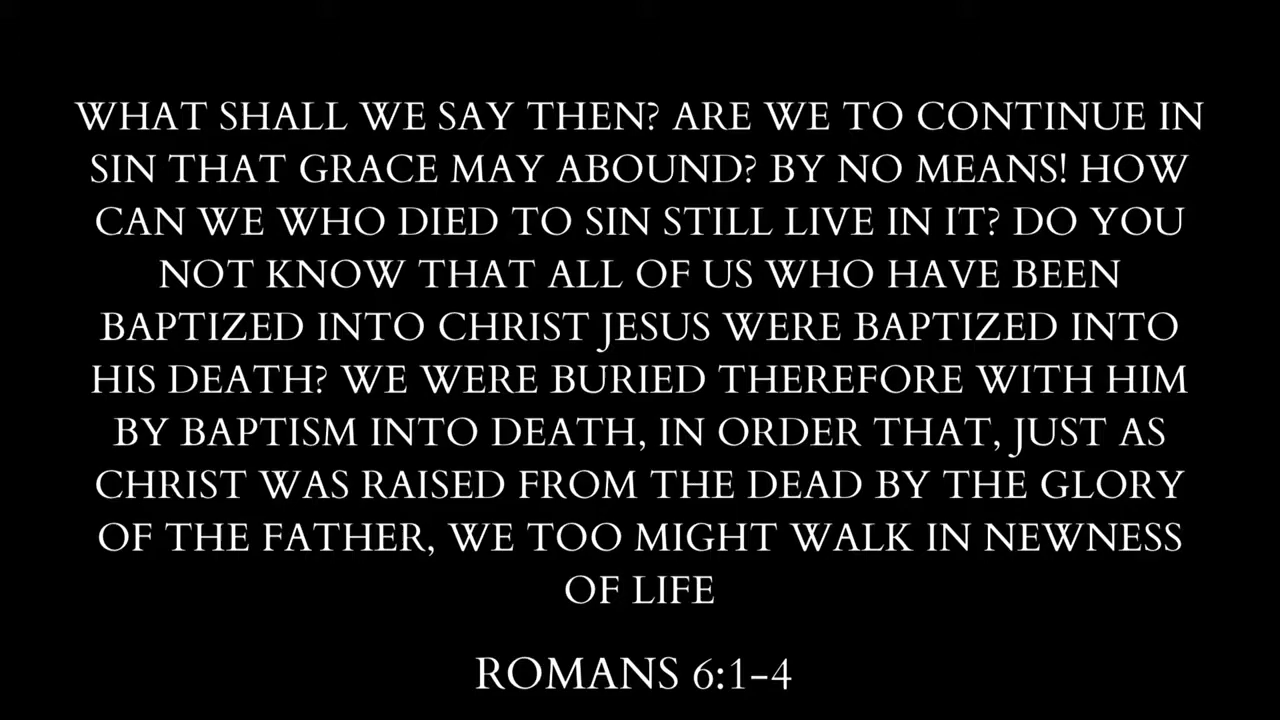 WHAT SHALL WE SAY THEN? ARE WE TO CONTINUE IN
SIN THAT GRACE MAY ABOUND? BY NO MEANS! HOW
CAN WE WHO DIED TO SIN STILL LIVE IN IT? DO YOU
NOT KNOW THAT ALL OF US WHO HAVE BEEN
BAPTIZED INTO CHRIST JESUS WERE BAPTIZED INTO
HIS DEATH? WE WERE BURIED THEREFORE WITH HIM
BY BAPTISM INTO DEATH, IN ORDER THAT, JUST AS
CHRIST WAS RAISED FROM THE DEAD BY THE GLORY
OF THE FATHER, WE TOO MIGHT WALK IN NEWNESS
OF LIFE
ROMANS 6:1-4